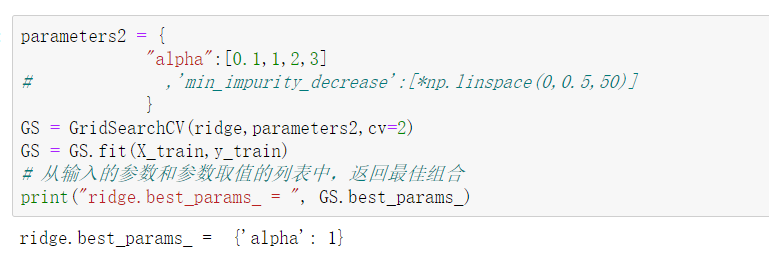 parameters2 = {
"alpha":[0.1,1,2,3]
# ,'min_impurity_decrease':[*np.linspace(0,0.5,50)]
}
GS = GridSearchCV(ridge,parameters2,cv=2)
GS = GS.fit(X_train,y_train)
# 从输入的参数和参数取值的列表中，返回最佳组合
print("ridge.best_params_ = ", GS.best_params_)
ridge.best_params_ =  {'alpha': 1}